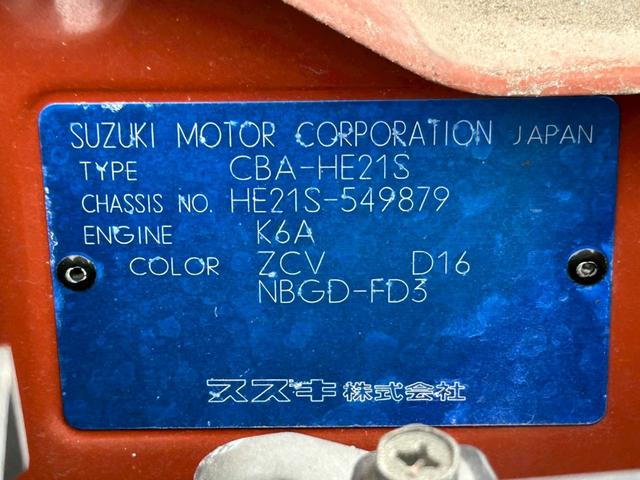 SUZUKI MOTOR CORPORATION JAPAN
TYPE CBA-HE21S
CHASSIS NO. HE21S-549879
ENGINE K6A
COLOR ZCV D16
NBGD-FD3
スズキ株式会社